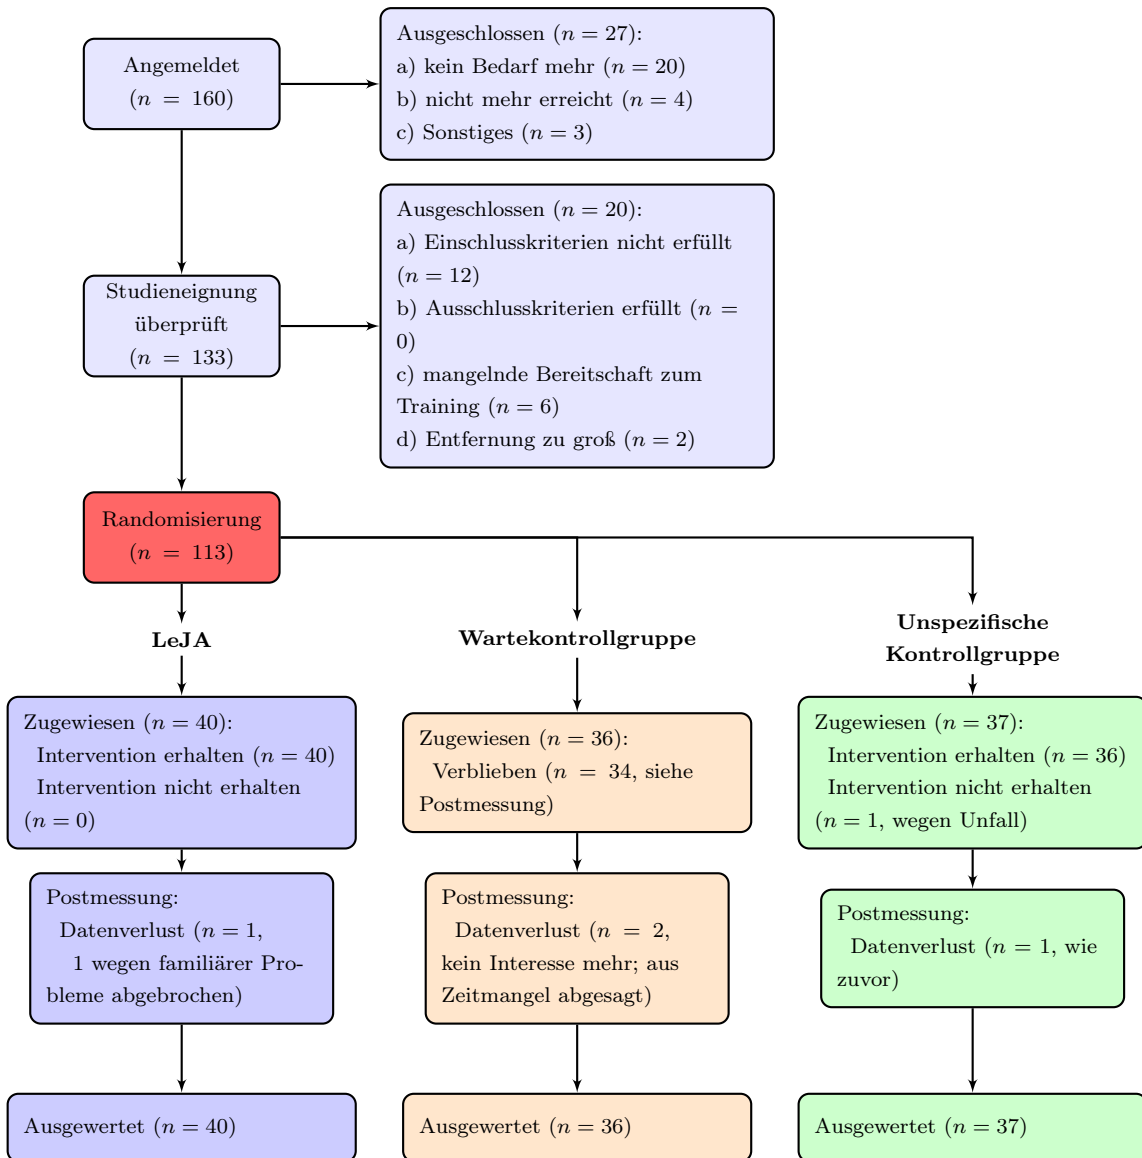 Angemeldet
(n = 160)
Ausgeschlossen (n = 27):
a) kein Bedarf mehr (n = 20)
b) nicht mehr erreicht (n = 4)
c) Sonstiges (n = 3)
Studieneignung
überprüft
(n = 133)
Ausgeschlossen (n = 20):
a) Einschlusskriterien nicht erfüllt
(n = 12)
b) Ausschlusskriterien erfüllt (n =
0)
c) mangelnde Bereitschaft zum
Training (n = 6)
d) Entfernung zu groß (n = 2)
Randomisierung
(n = 113)
LeJA
Zugewiesen (n = 40):
Intervention erhalten (n = 40)
Intervention nicht erhalten
(n = 0)
Postmessung:
Datenverlust (n = 1,
1 wegen familiärer Pro-
bleme abgebrochen)
Ausgewertet (n = 40)
Wartekontrollgruppe
Zugewiesen (n = 36):
Verblieben (n = 34, siehe
Postmessung)
Postmessung:
Datenverlust (n = 2,
kein Interesse mehr; aus
Zeitmangel abgesagt)
Ausgewertet (n = 36)
Unspezifische
Kontrollgruppe
Zugewiesen (n = 37):
Intervention erhalten (n = 36)
Intervention nicht erhalten
(n = 1, wegen Unfall)
Postmessung:
Datenverlust (n = 1, wie
zuvor)
Ausgewertet (n = 37)